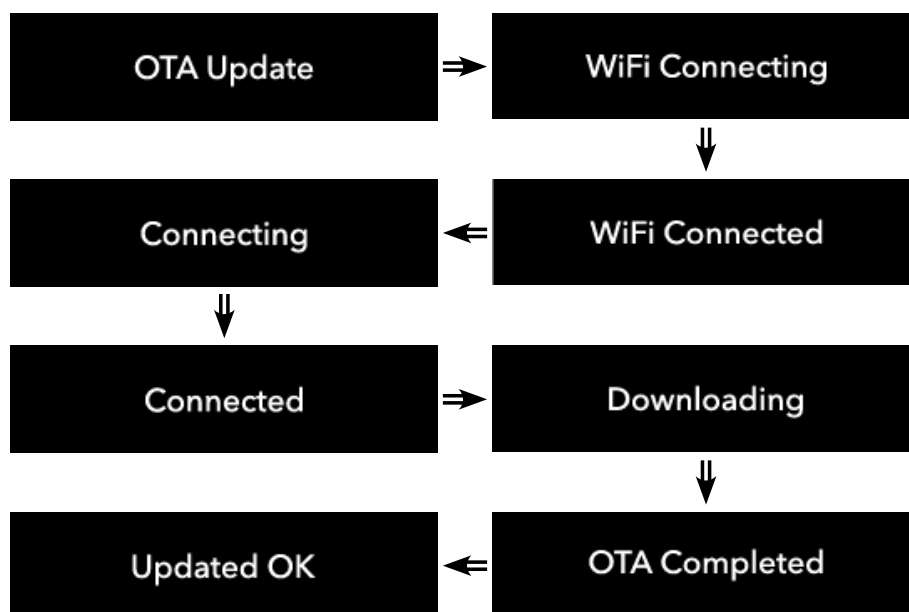 OTA Update
WiFi Connecting
WiFi Connected
Connecting
Connected
Downloading
OTA Completed
Updated OK